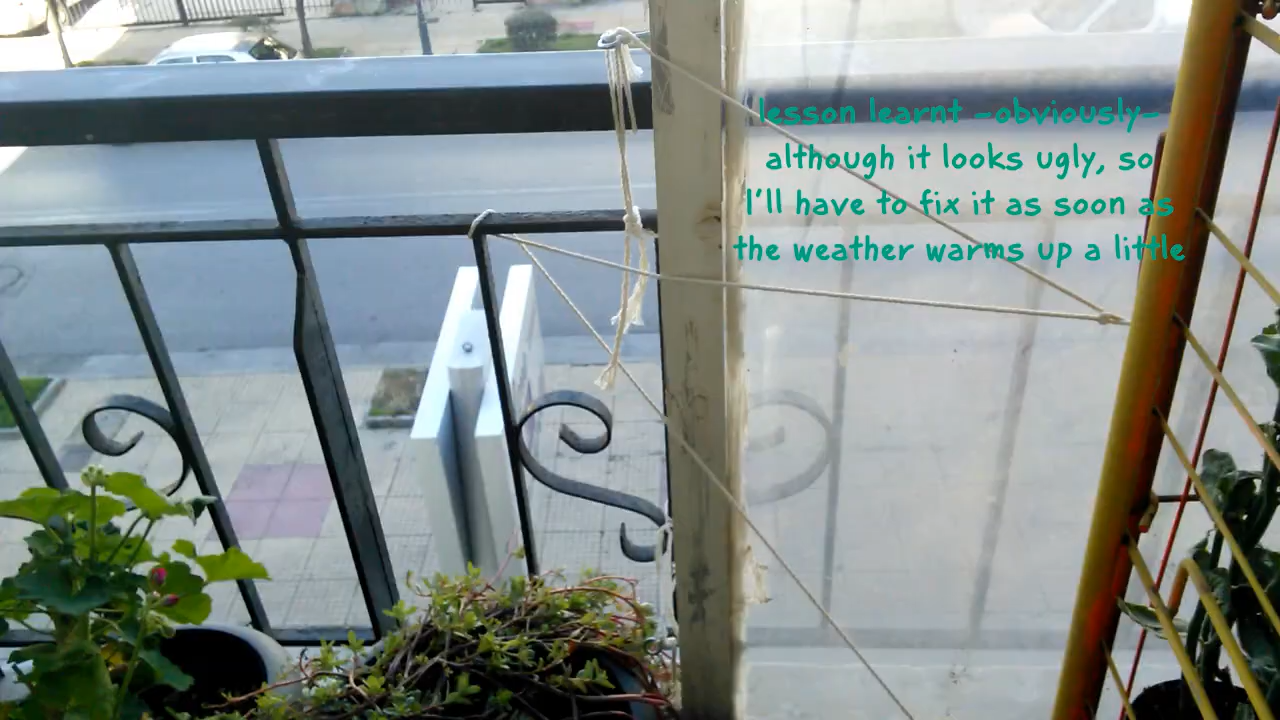 lesson learnt -obviously-
although it looks ugly, so
I'll have to fix it as soon as
the weather warms up a little